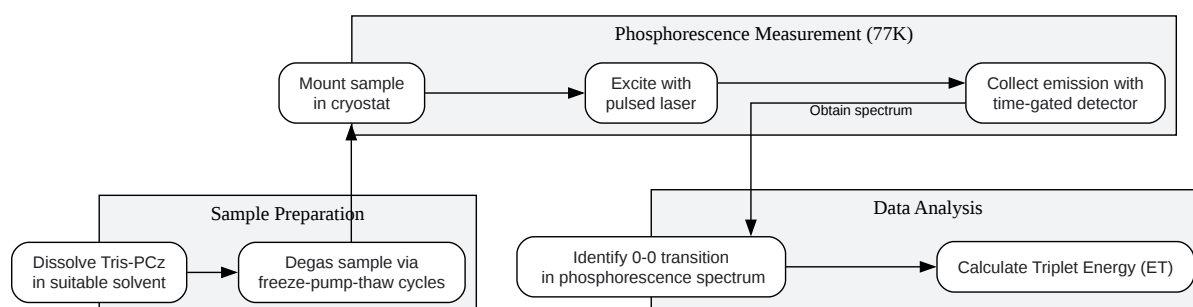 Phosphorescence Measurement (77K)
Mount sample
in cryostat
Excite with
pulsed laser
Collect emission with
time-gated detector
Obtain spectrum
Sample Preparation
Dissolve Tris-PCz
in suitable solvent
Degas sample via
freeze-pump-thaw cycles
Data Analysis
Identify 0-0 transition
in phosphorescence spectrum
Calculate Triplet Energy (ET)